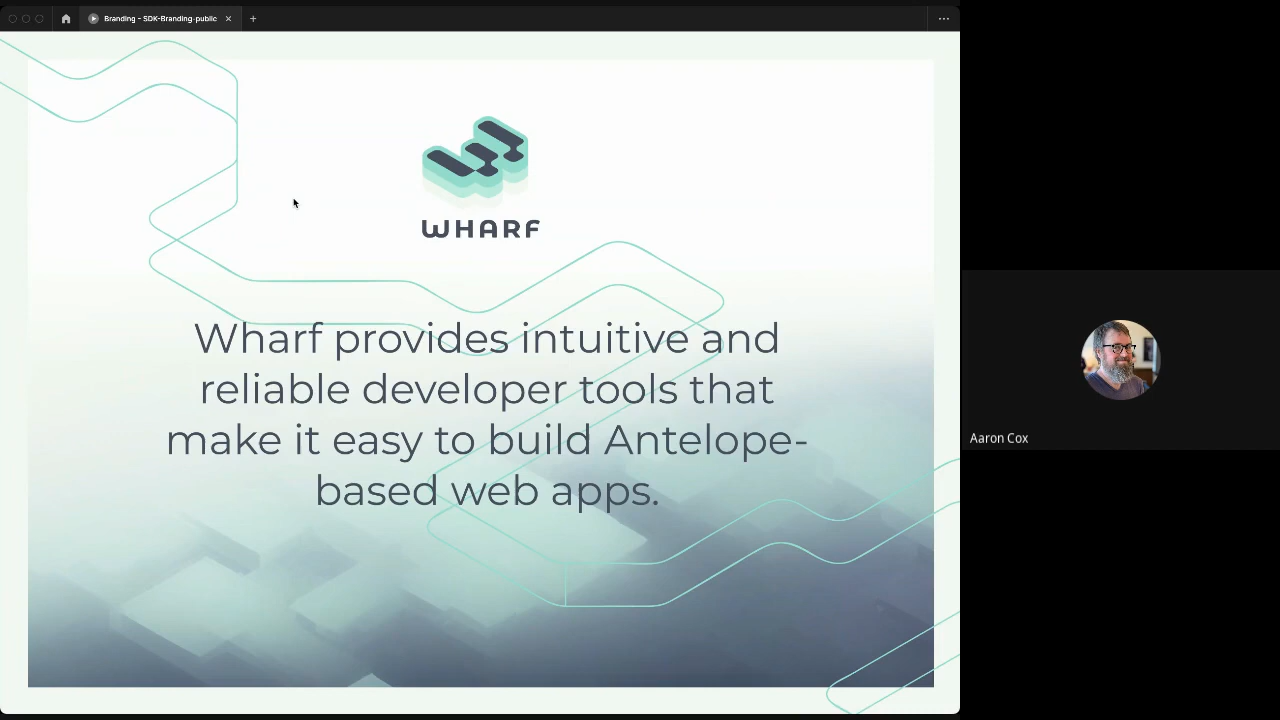 Branding - SDK-Branding-public
WHARF
Wharf provides intuitive and
reliable developer tools that
make it easy to build Antelope-
based web apps.
Aaron Cox